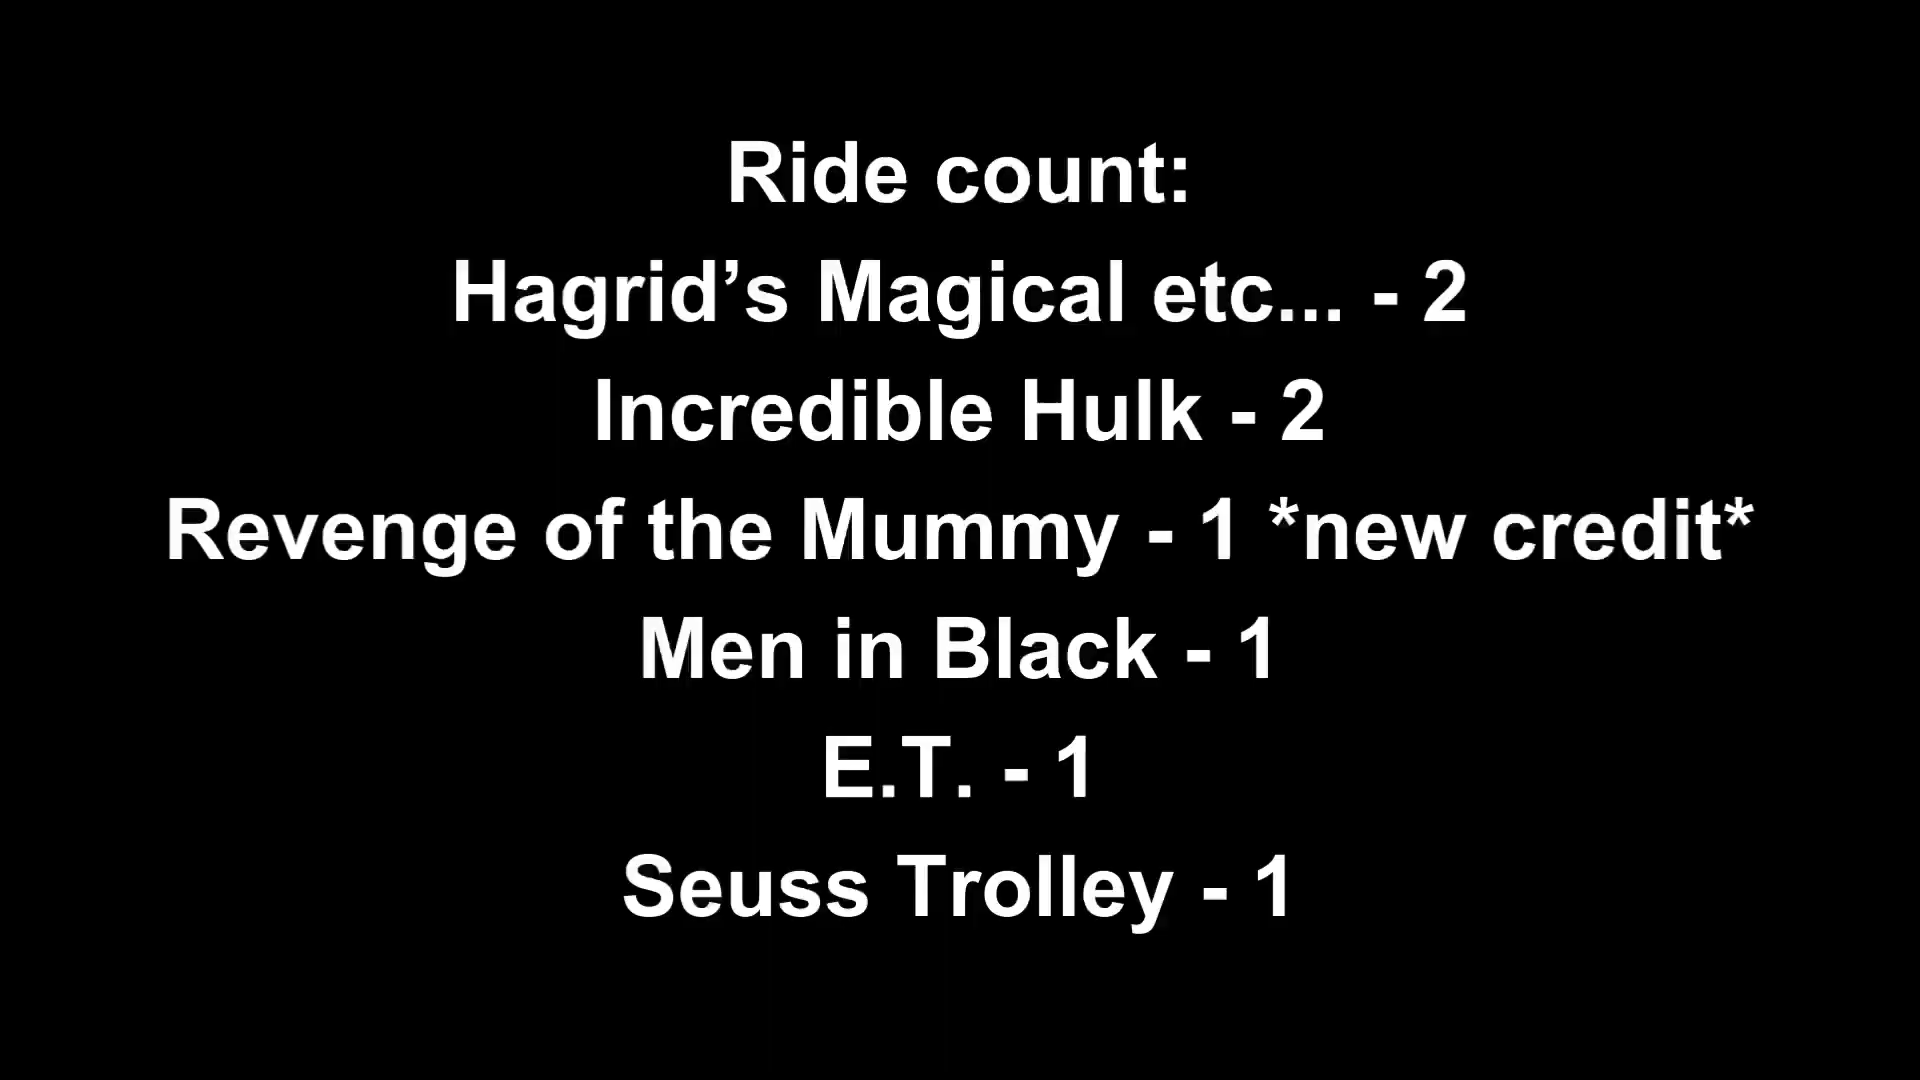 Ride count:
Hagrid’s Magical etc... - 2
Incredible Hulk - 2
Revenge of the Mummy - 1 *new credit*
Men in Black - 1
E.T. - 1
Seuss Trolley - 1